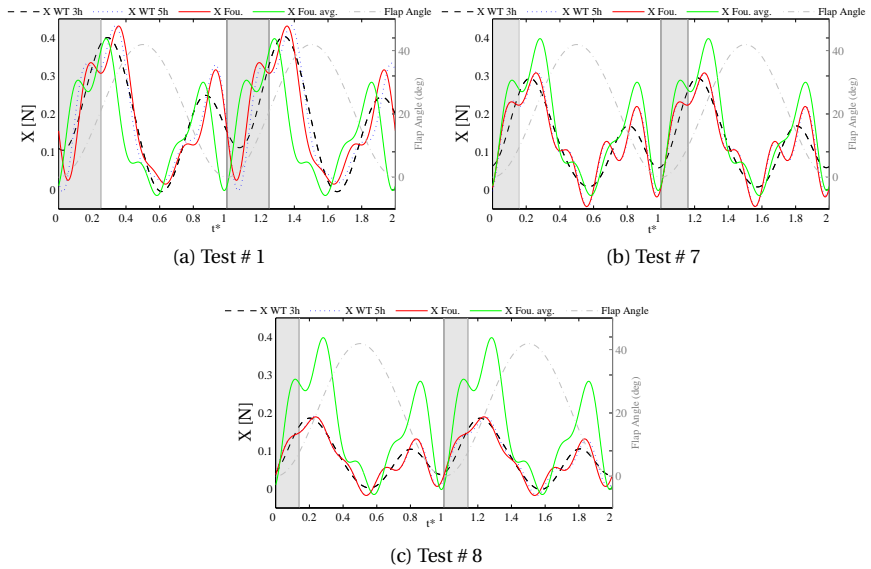 X WT 3h X WT 5h X Fou. X Fou. avg. Flap Angle
X [N]
0.4
0.3
0.2
0.1
0
0 0.2 0.4 0.6 0.8 1.0 1.2 1.4 1.6 1.8 2
t*
40
20
0
Flap Angle (deg)
(a) Test # 1
X WT 3h X WT 5h X Fou. X Fou. avg. Flap Angle
X [N]
0.4
0.3
0.2
0.1
0
0 0.2 0.4 0.6 0.8 1.0 1.2 1.4 1.6 1.8 2
t*
40
20
0
Flap Angle (deg)
(b) Test # 7
X WT 3h X WT 5h X Fou. X Fou. avg. Flap Angle
X [N]
0.4
0.3
0.2
0.1
0
0 0.2 0.4 0.6 0.8 1 1.2 1.4 1.6 1.8 2
t*
40
20
0
Flap Angle (deg)
(c) Test # 8